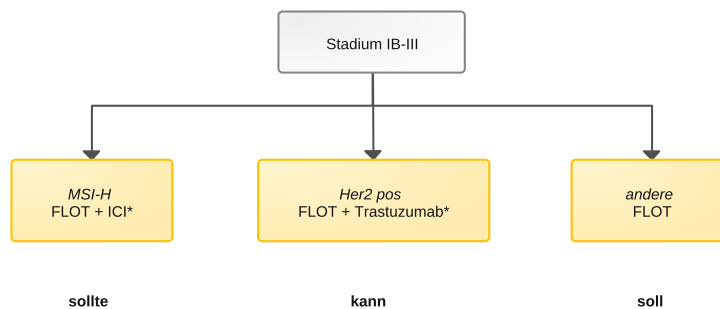 Stadium IB-III
MSI-H
FLOT + ICI*
Her2 pos
FLOT + Trastuzumab*
andere
FLOT
sollte
kann
soll